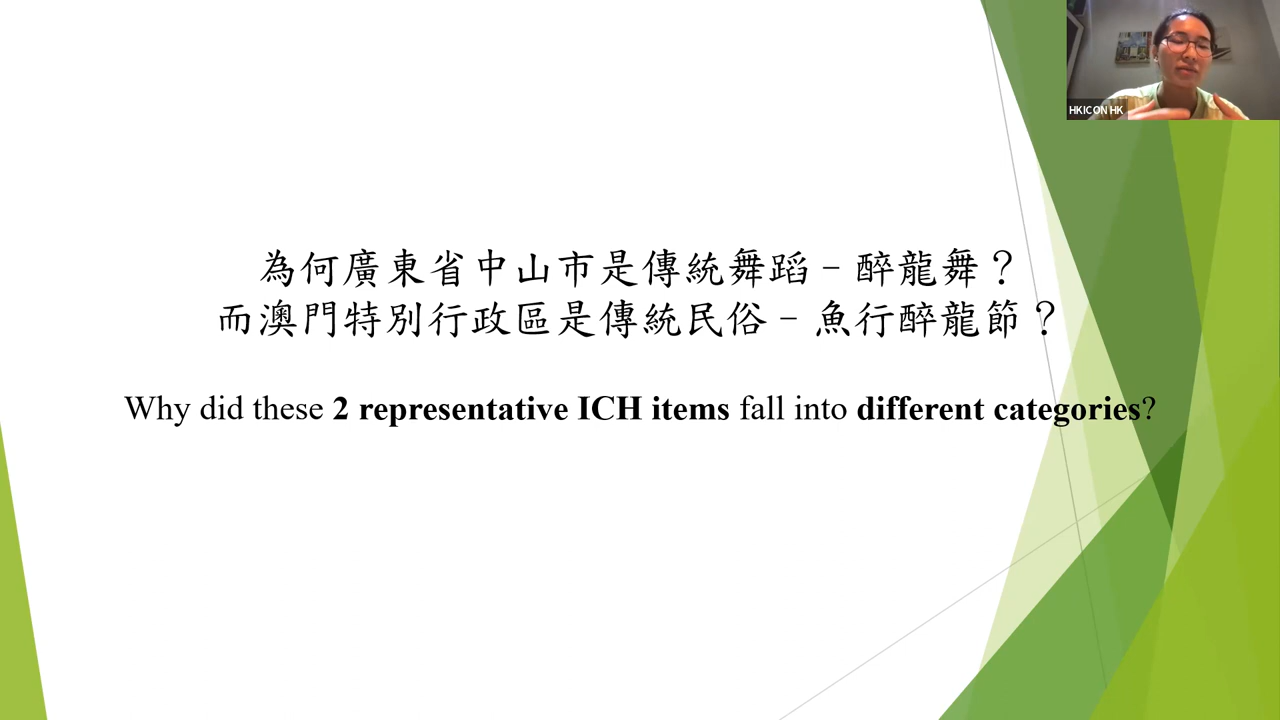 HKICON HK
為何廣東省中山市是傳統舞蹈–醉龍舞？
而澳門特別行政區是傳統民俗–魚行醉龍節？
Why did these 2 representative ICH items fall into different categories?